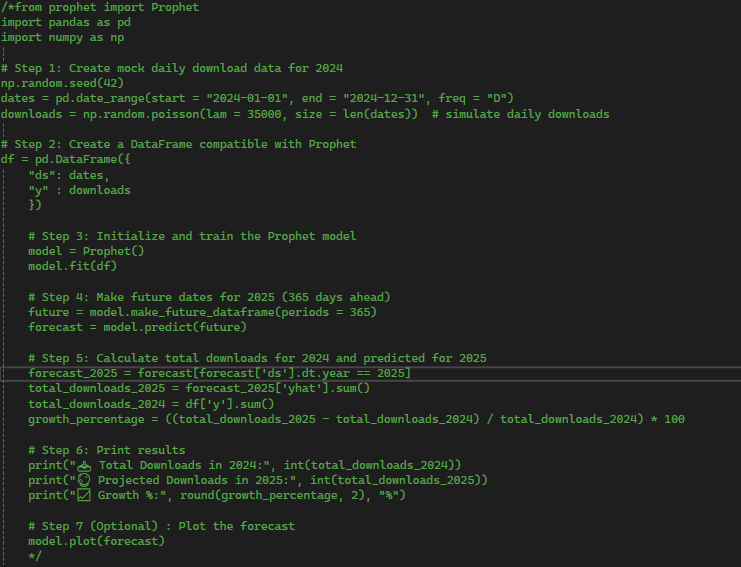 /*from prophet import Prophet
import pandas as pd
import numpy as np
# Step 1: Create mock daily download data for 2024
np.random.seed(42)
dates = pd.date_range(start = "2024-01-01", end = "2024-12-31", freq = "D")
downloads = np.random.poisson(lam = 35000, size = len(dates))  # simulate daily downloads
# Step 2: Create a DataFrame compatible with Prophet
df = pd.DataFrame({
    "ds": dates,
    "y" : downloads
    })
    # Step 3: Initialize and train the Prophet model
    model = Prophet()
    model.fit(df)
    # Step 4: Make future dates for 2025 (365 days ahead)
    future = model.make_future_dataframe(periods = 365)
    forecast = model.predict(future)
    # Step 5: Calculate total downloads for 2024 and predicted for 2025
    forecast_2025 = forecast[forecast['ds'].dt.year == 2025]
    total_downloads_2025 = forecast_2025['yhat'].sum()
    total_downloads_2024 = df['y'].sum()
    growth_percentage = ((total_downloads_2025 - total_downloads_2024) / total_downloads_2024) * 100
    # Step 6: Print results
    print("📥 Total Downloads in 2024:", int(total_downloads_2024))
    print("🔮 Projected Downloads in 2025:", int(total_downloads_2025))
    print("📈 Growth %:", round(growth_percentage, 2), "%")
    # Step 7 (Optional) : Plot the forecast
    model.plot(forecast)
    */